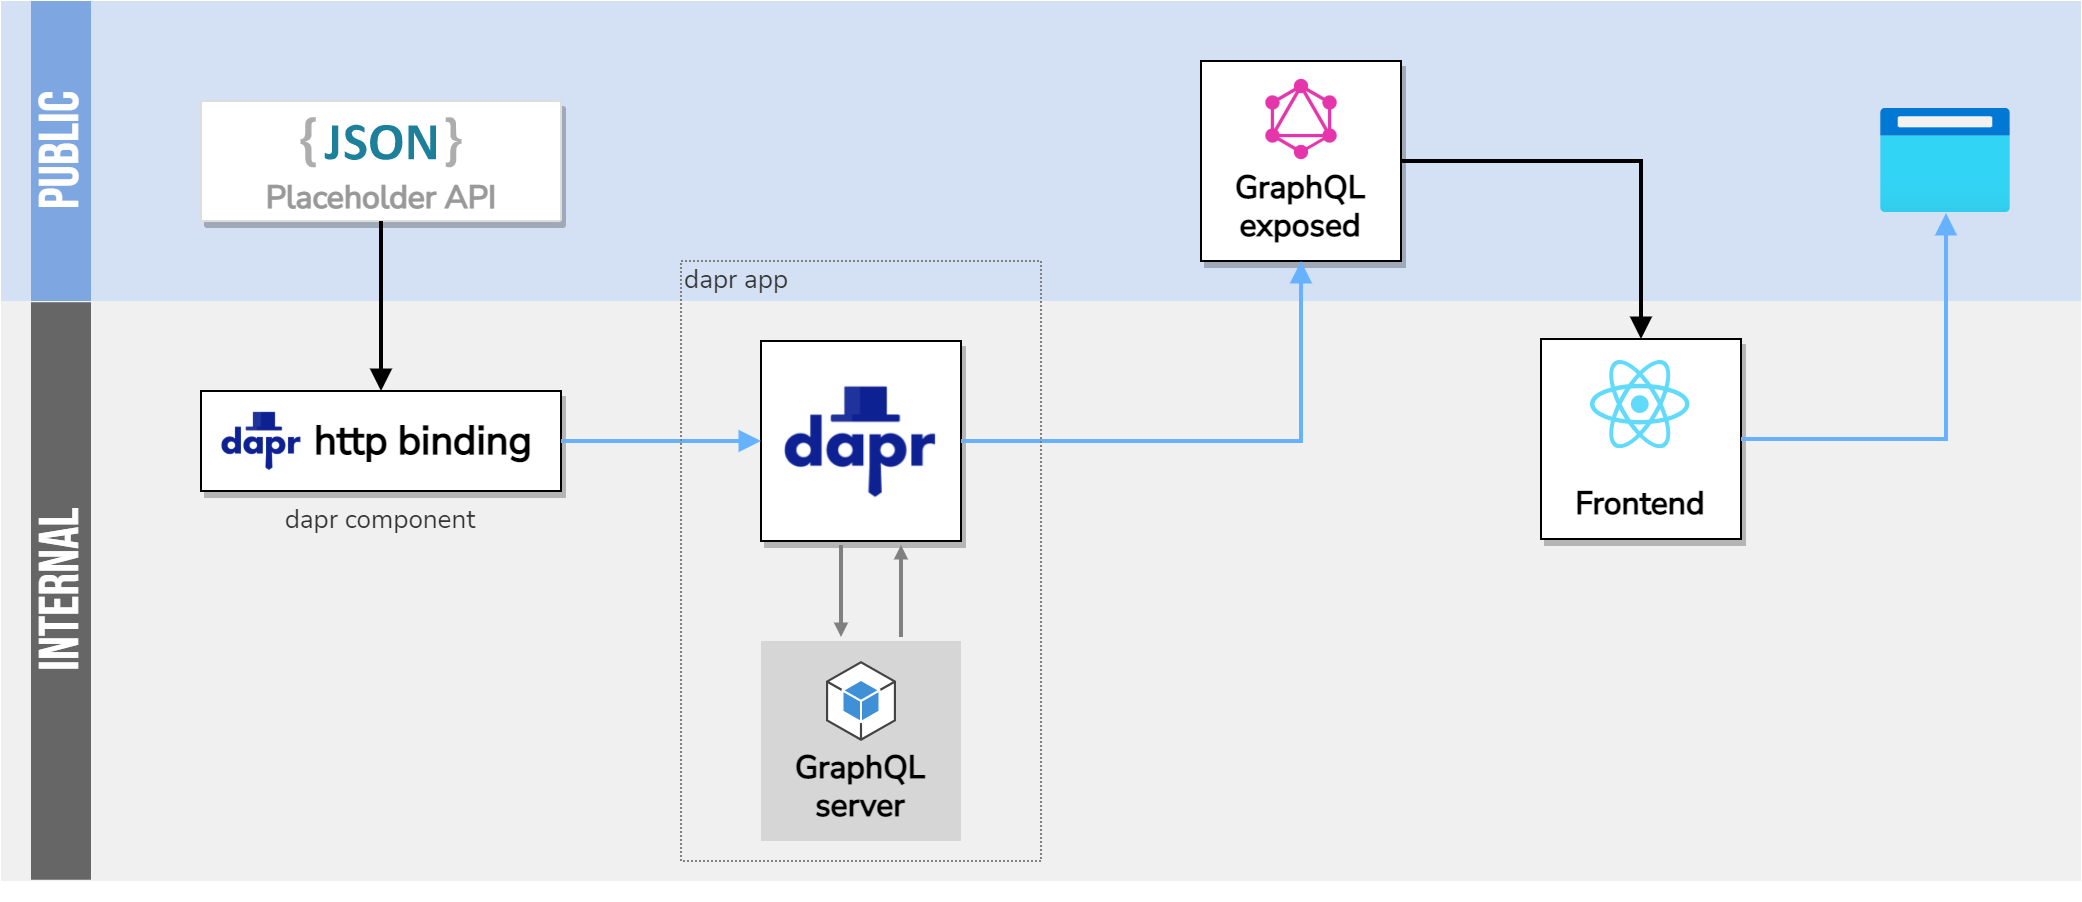 PUBLIC
{JSON}
Placeholder API
GraphQL
exposed
dapr app
INTERNAL
dapr http binding
dapr component
dapr
Frontend
GraphQL
server